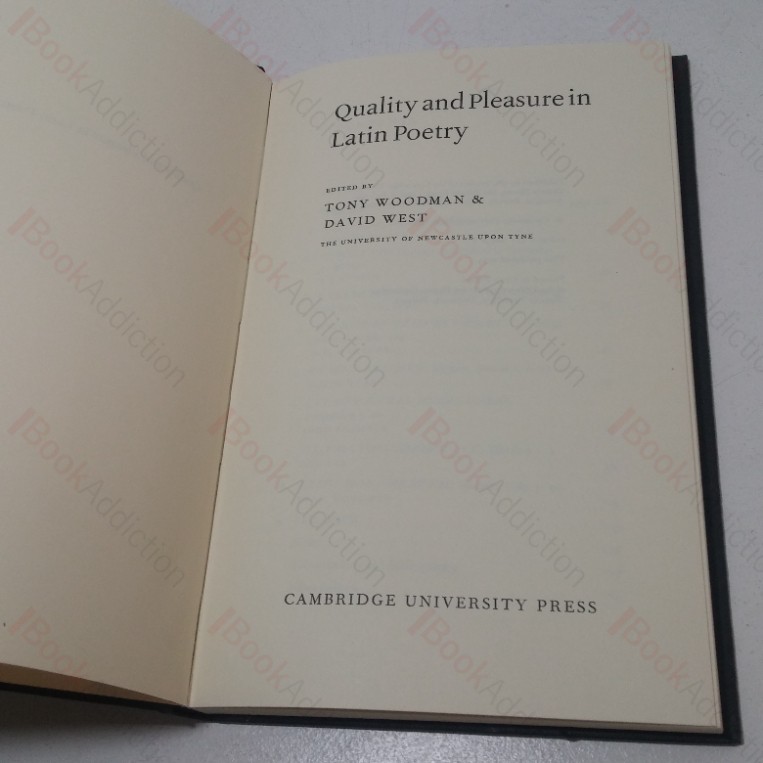 Quality and Pleasure in
Latin Poetry
EDITED BY
TONY WOODMAN &
DAVID WEST
THE UNIVERSITY OF NEWCASTLE UPON TYNE
CAMBRIDGE UNIVERSITY PRESS
BookAddiction